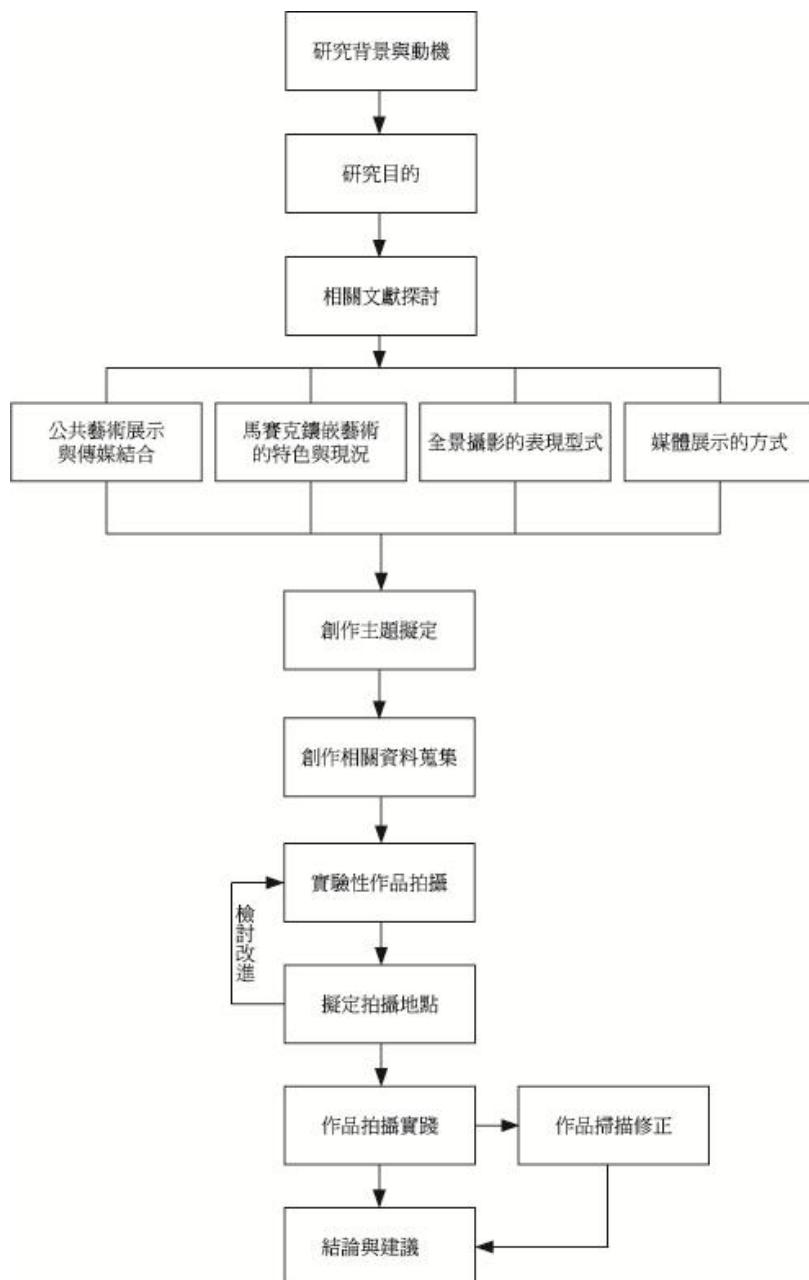 研究背景與動機
研究目的
相關文獻探討
公共藝術展示
與傳媒結合
馬賽克鑲嵌藝術
的特色與現況
全景攝影的表現型式
媒體展示的方式
創作主題擬定
創作相關資料蒐集
實驗性作品拍攝
檢討改進
擬定拍攝地點
作品拍攝實踐
作品掃描修正
結論與建議